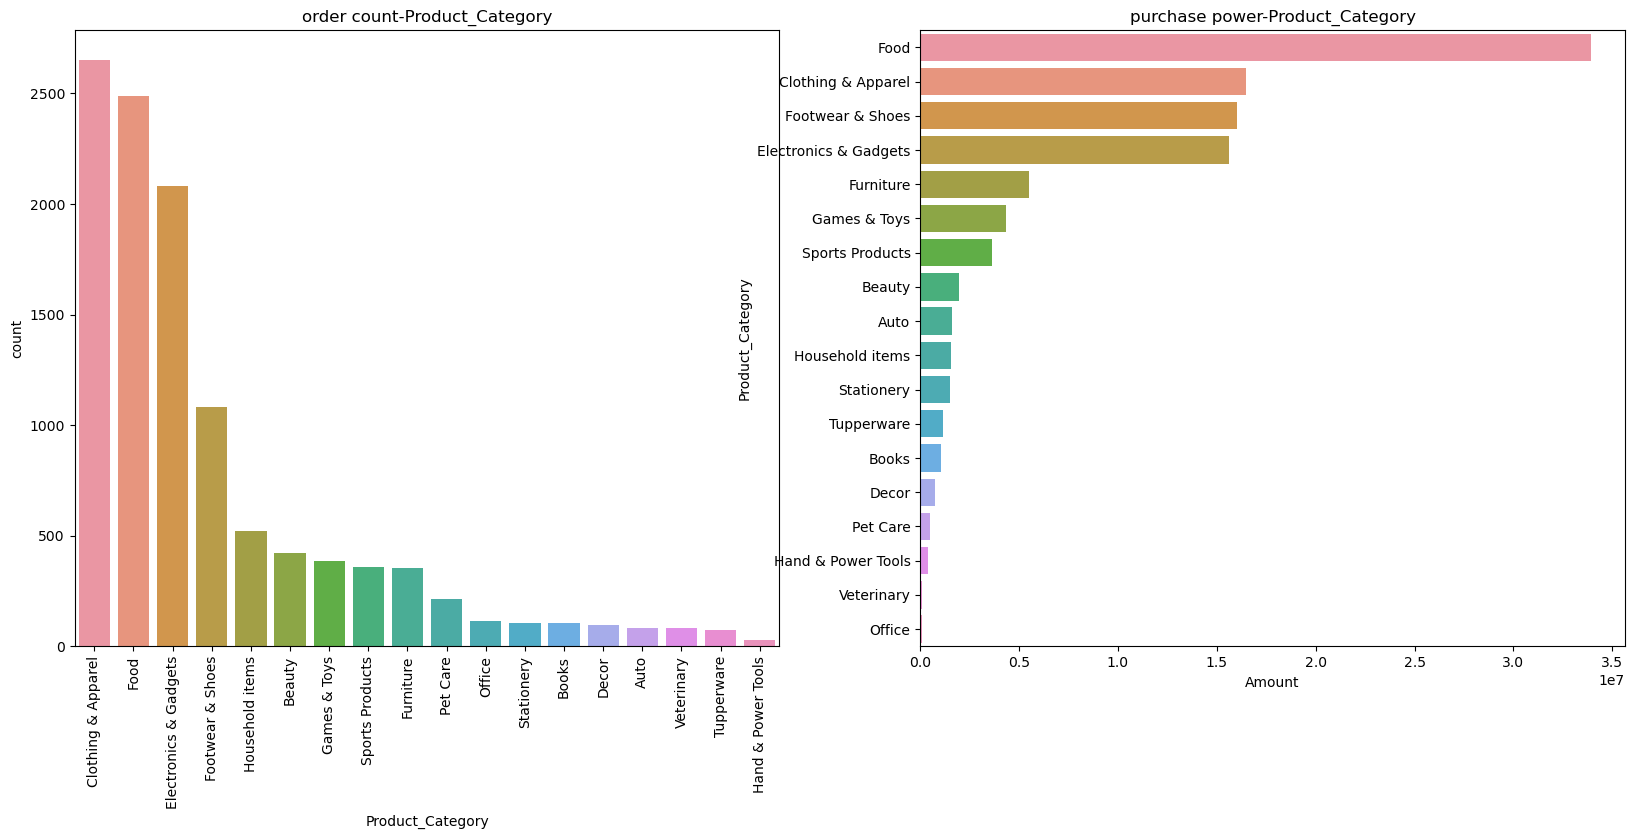 order count-Product_Category
count
2500
2000
1500
1000
500
0
Clothing & Apparel
Food
Electronics & Gadgets
Footwear & Shoes
Household items
Beauty
Games & Toys
Sports Products
Furniture
Pet Care
Office
Stationery
Books
Decor
Auto
Veterinary
Tupperware
Hand & Power Tools
Product_Category
purchase power-Product_Category
Product_Category
Food
Clothing & Apparel
Footwear & Shoes
Electronics & Gadgets
Furniture
Games & Toys
Sports Products
Beauty
Auto
Household items
Stationery
Tupperware
Books
Decor
Pet Care
Hand & Power Tools
Veterinary
Office
0.0 0.5 1.0 1.5 2.0 2.5 3.0 3.5
1e7
Amount